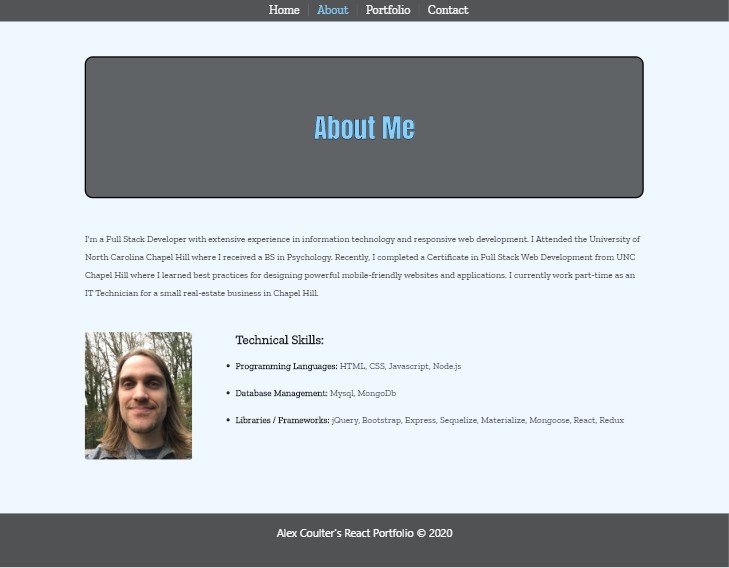 Home | About | Portfolio | Contact
About Me
I'm a Full Stack Developer with extensive experience in information technology and responsive web development. I Attended the University of
North Carolina Chapel Hill where I received a BS in Psychology. Recently, I completed a Certificate in Full Stack Web Development from UNC
Chapel Hill where I learned best practices for designing powerful mobile-friendly websites and applications. I currently work part-time as an
IT Technician for a small real-estate business in Chapel Hill.
Technical Skills:
• Programming Languages: HTML, CSS, Javascript, Node.js
• Database Management: Mysql, MongoDb
• Libraries / Frameworks: jQuery, Bootstrap, Express, Sequelize, Materialize, Mongoose, React, Redux
Alex Coulter's React Portfolio © 2020